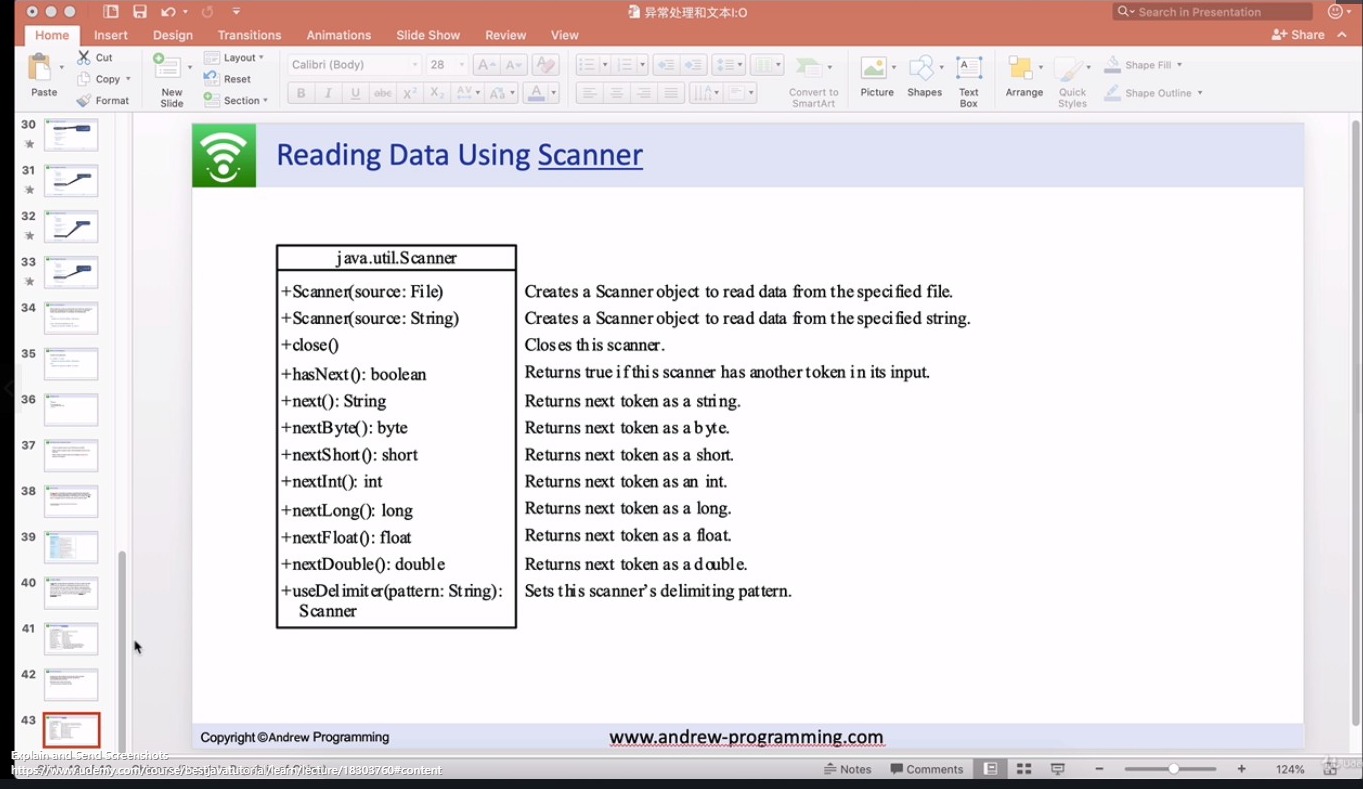 异常处理和文本I:O
Search in Presentation
Home Insert Design Transitions Animations Slide Show Review View
Share
Paste
Cut
Copy
Format
New Slide
Layout
Reset
Section
Calibri (Body) 28
B I U abc X² X₂ AV Aa A
Convert to SmartArt
Picture
Shapes
Text Box
Arrange
Quick Styles
Shape Fill
Shape Outline
30
31
32
33
34
35
36
37
38
39
40
41
42
43
Reading Data Using Scanner
java.util.Scanner
+Scanner(source: File) Creates a Scanner object to read data from the specified file.
+Scanner(source: String) Creates a Scanner object to read data from the specified string.
+close() Closes this scanner.
+hasNext(): boolean Returns true if this scanner has another token in its input.
+next(): String Returns next token as a string.
+nextByte(): byte Returns next token as a byte.
+nextShort(): short Returns next token as a short.
+nextInt(): int Returns next token as an int.
+nextLong(): long Returns next token as a long.
+nextFloat(): float Returns next token as a float.
+nextDouble(): double Returns next token as a double.
+useDelimiter(pattern: String): Sets this scanner's delimiting pattern.
Scanner
Copyright ©Andrew Programming www.andrew-programming.com
Explain and Send Screenshots
https://www.udemy.com/course/bestjavatutorial/learn/lecture/18303760#content
Notes Comments 124%